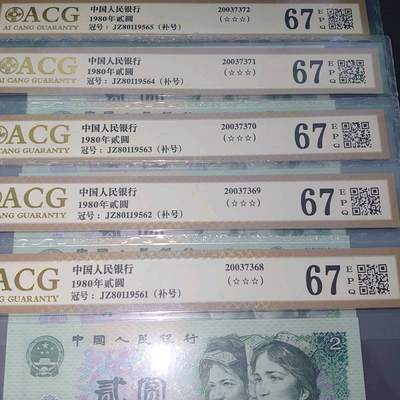 ACG
AI CANG GUARANTY
中国人民银行
1980年贰圆
冠号：JZ80119565（补号）
20037372
(☆☆☆)
67
EPQ
ACG
AI CANG GUARANTY
中国人民银行
1980年贰圆
冠号：JZ80119564（补号）
20037371
(☆☆☆)
67
EPQ
ACG
CANG GUARANTY
中国人民银行
1980年贰圆
冠号：JZ80119563（补号）
20037370
(☆☆☆)
67
EPQ
ACG
CANG GUARANTY
中国人民银行
1980年贰圆
冠号：JZ80119562（补号）
20037369
(☆☆☆)
67
EPQ
ACG
GUARANTY
中国人民银行
1980年贰圆
冠号：JZ80119561（补号）
20037368
(☆☆☆)
67
EPQ
中国人民银行
贰圆
2